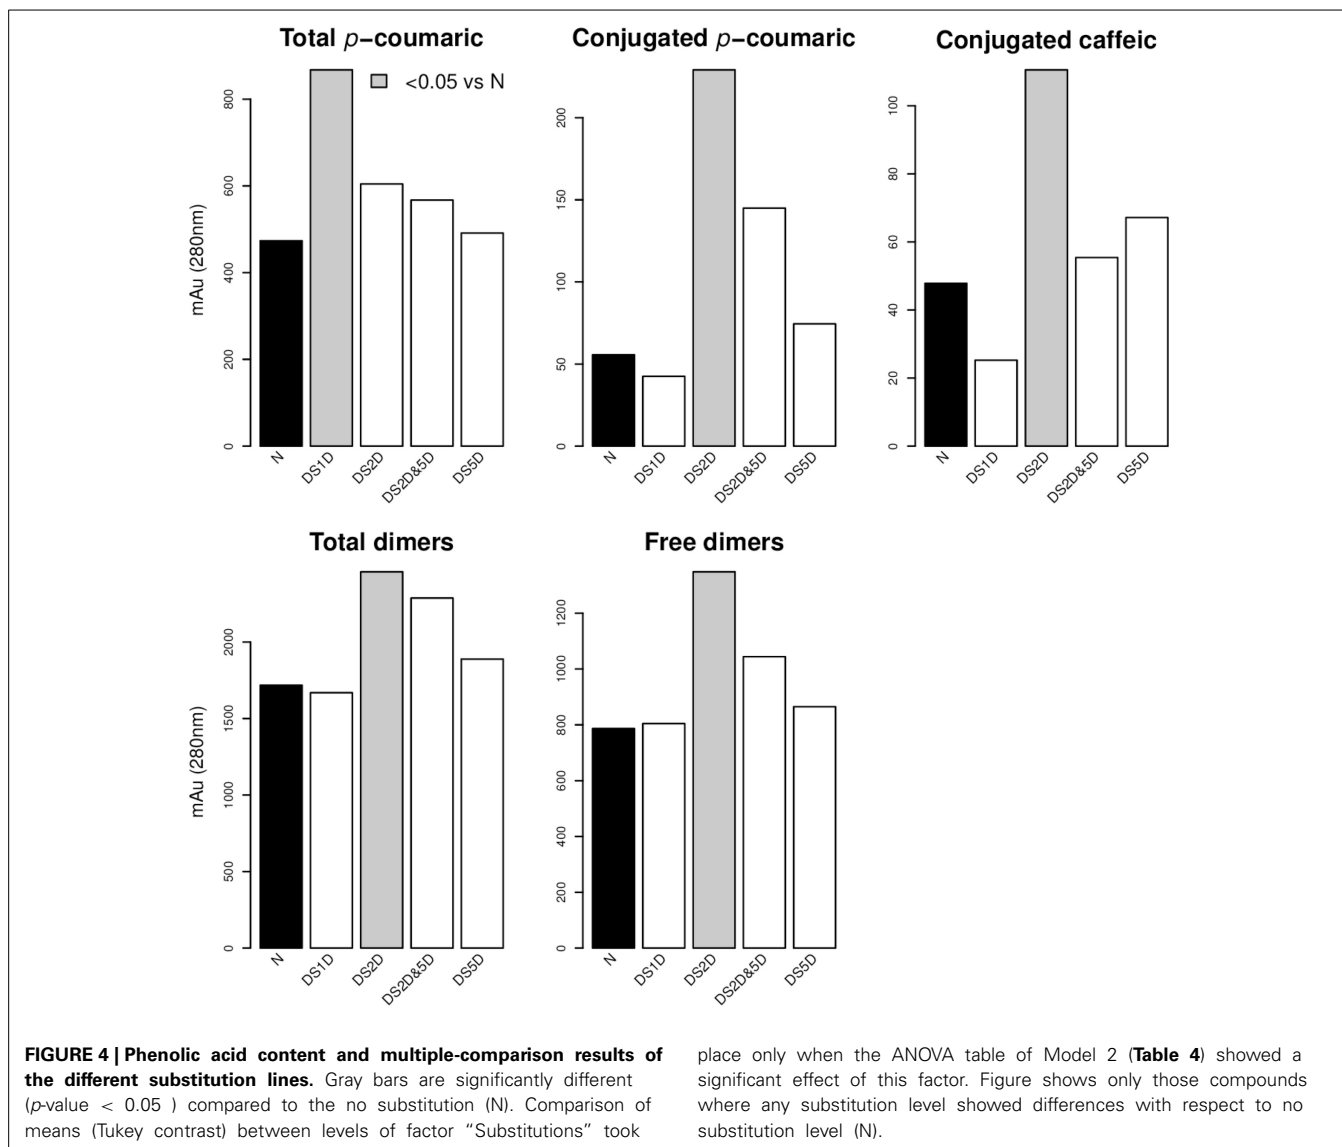 Total p−coumaric
<0.05 vs N
mAu (280nm)
0
200
400
600
800
N
DS1D
DS2D
DS2D&5D
DS5D
Conjugated p−coumaric
0
50
100
150
200
N
DS1D
DS2D
DS2D&5D
DS5D
Conjugated caffeic
0
20
40
60
80
100
N
DS1D
DS2D
DS2D&5D
DS5D
Total dimers
mAu (280nm)
0
500
1000
1500
2000
N
DS1D
DS2D
DS2D&5D
DS5D
Free dimers
0
200
400
600
800
1000
1200
N
DS1D
DS2D
DS2D&5D
DS5D
FIGURE 4 | Phenolic acid content and multiple-comparison results of
the different substitution lines. Gray bars are significantly different
(p-value < 0.05 ) compared to the no substitution (N). Comparison of
means (Tukey contrast) between levels of factor “Substitutions” took
place only when the ANOVA table of Model 2 (Table 4) showed a
significant effect of this factor. Figure shows only those compounds
where any substitution level showed differences with respect to no
substitution level (N).